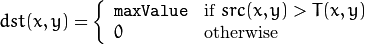 dst(x,y) = { maxValue if src(x,y) > T(x,y)
0 otherwise